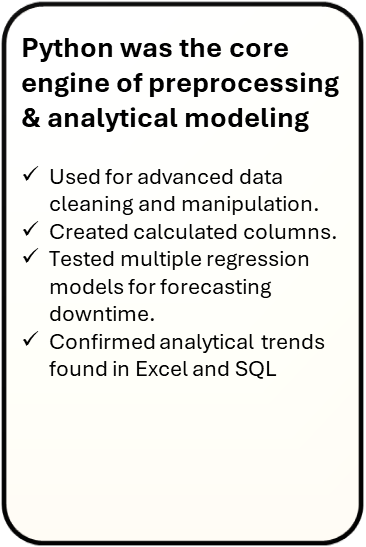 Python was the core
engine of preprocessing
& analytical modeling
✓ Used for advanced data
cleaning and manipulation.
✓ Created calculated columns.
✓ Tested multiple regression
models for forecasting
downtime.
✓ Confirmed analytical trends
found in Excel and SQL